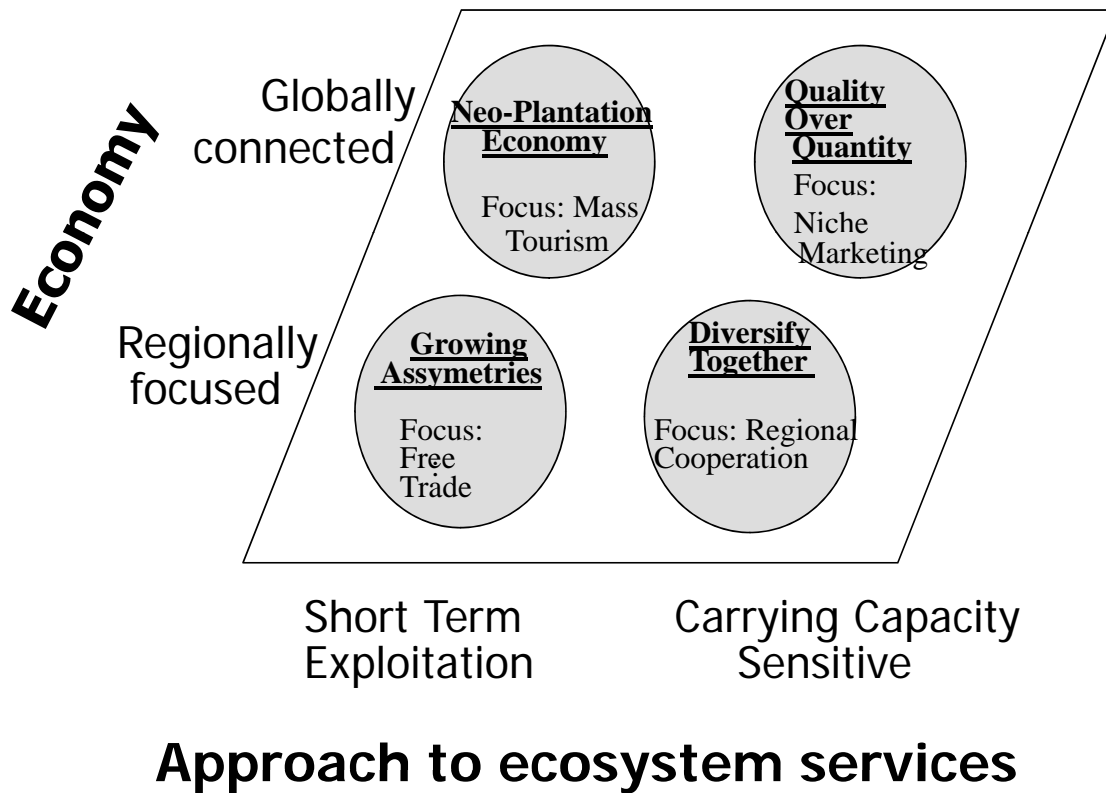 Economy
Globally
connected
Neo-Plantation
Economy
Focus: Mass
Tourism
Quality
Over
Quantity
Focus:
Niche
Marketing
Regionally
focused
Growing
Assymetries
Focus:
Free
Trade
Diversify
Together
Focus: Regional
Cooperation
Short Term
Exploitation
Carrying Capacity
Sensitive
Approach to ecosystem services